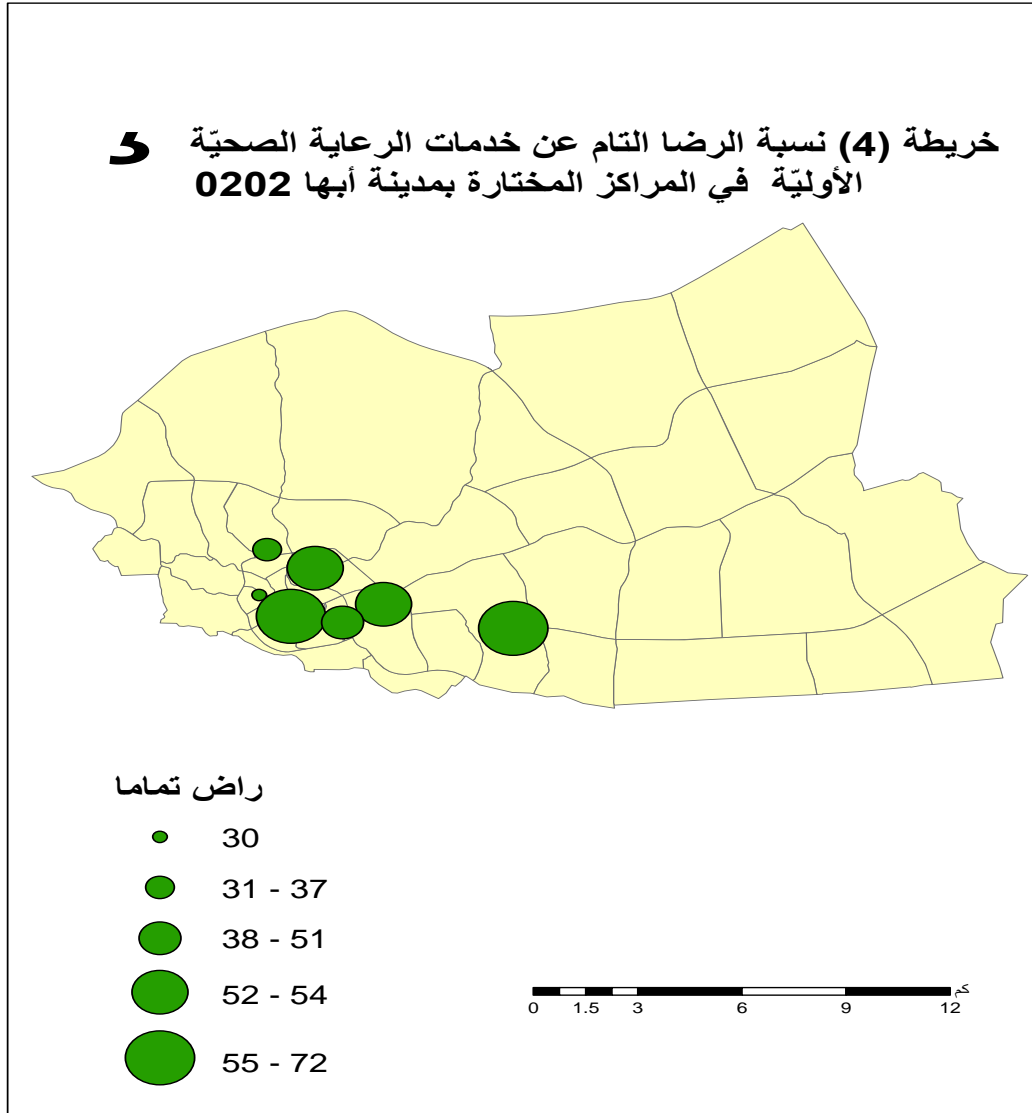 خريطة (4) نسبة الرضا التام عن خدمات الرعاية الصحيّة
الأوليّة في المراكز المختارة بمدينة أبها 0202
راض تماما
30
31 - 37
38 - 51
52 - 54
55 - 72
كم
0 1.5 3 6 9 12